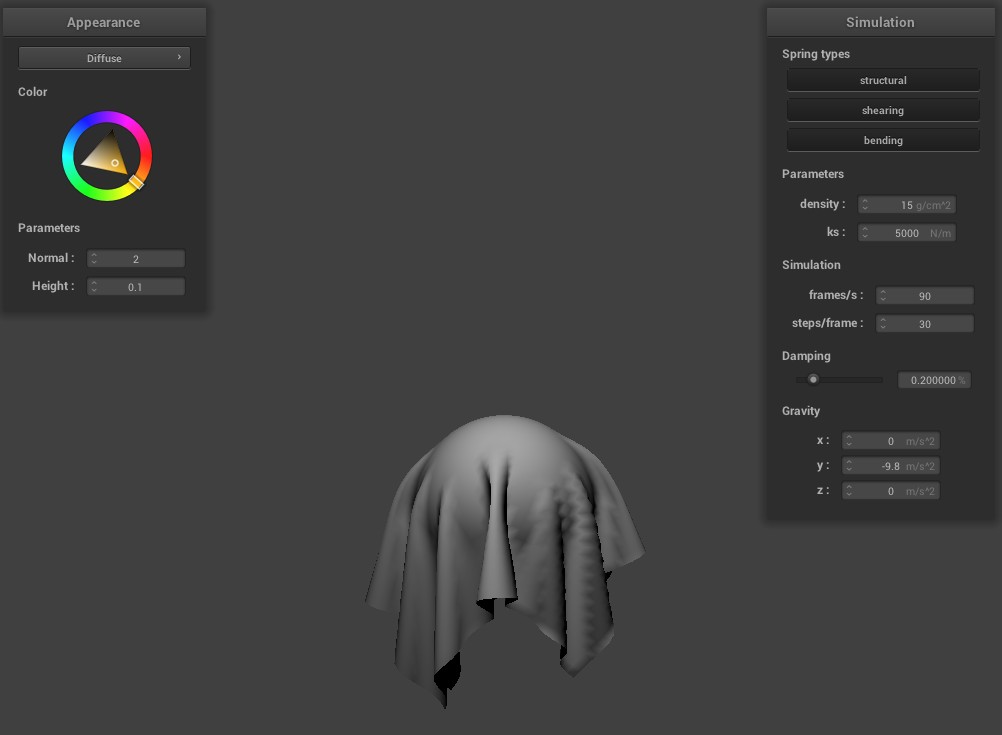 Appearance
Diffuse
Color
Parameters
Normal : 2
Height : 0.1
Simulation
Spring types
structural
shearing
bending
Parameters
density : 15 g/cm^2
ks : 5000 N/m
Simulation
frames/s : 90
steps/frame : 30
Damping
0.200000 %
Gravity
x : 0 m/s^2
y : -9.8 m/s^2
z : 0 m/s^2